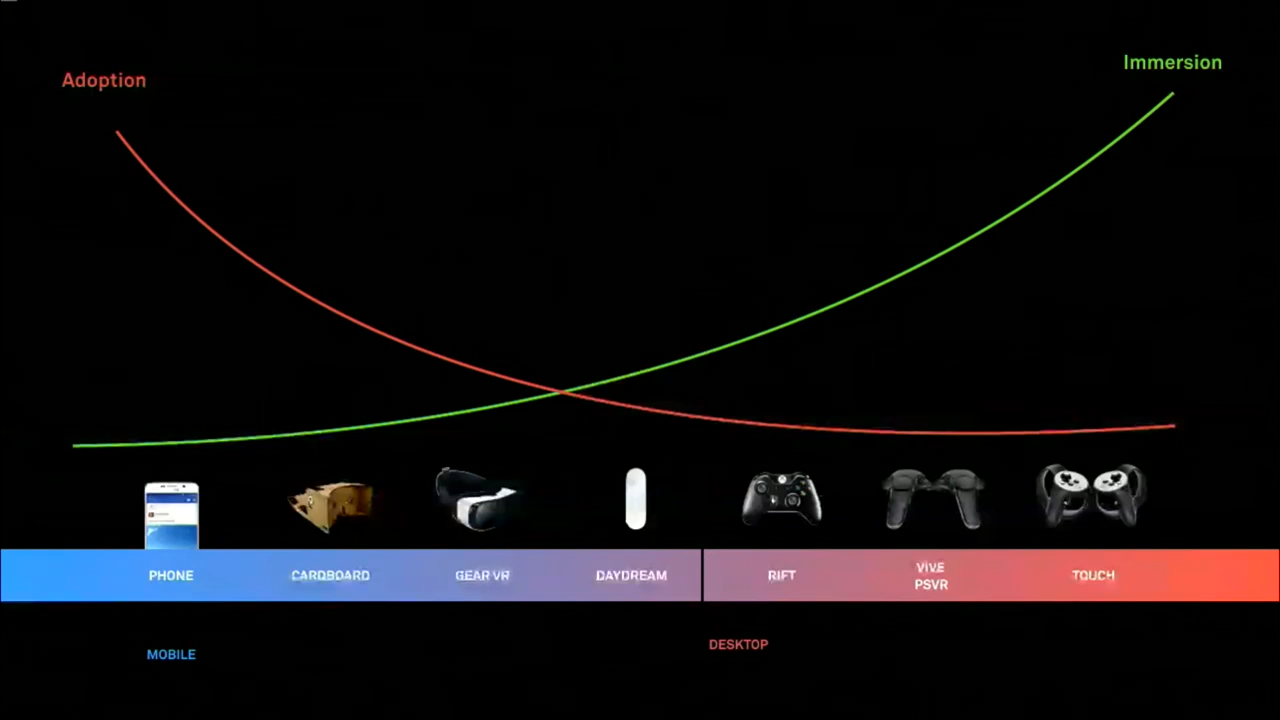 Adoption
Immersion
PHONE
CARDBOARD
GEAR VR
DAYDREAM
RIFT
VIVE
PSVR
TOUCH
MOBILE
DESKTOP